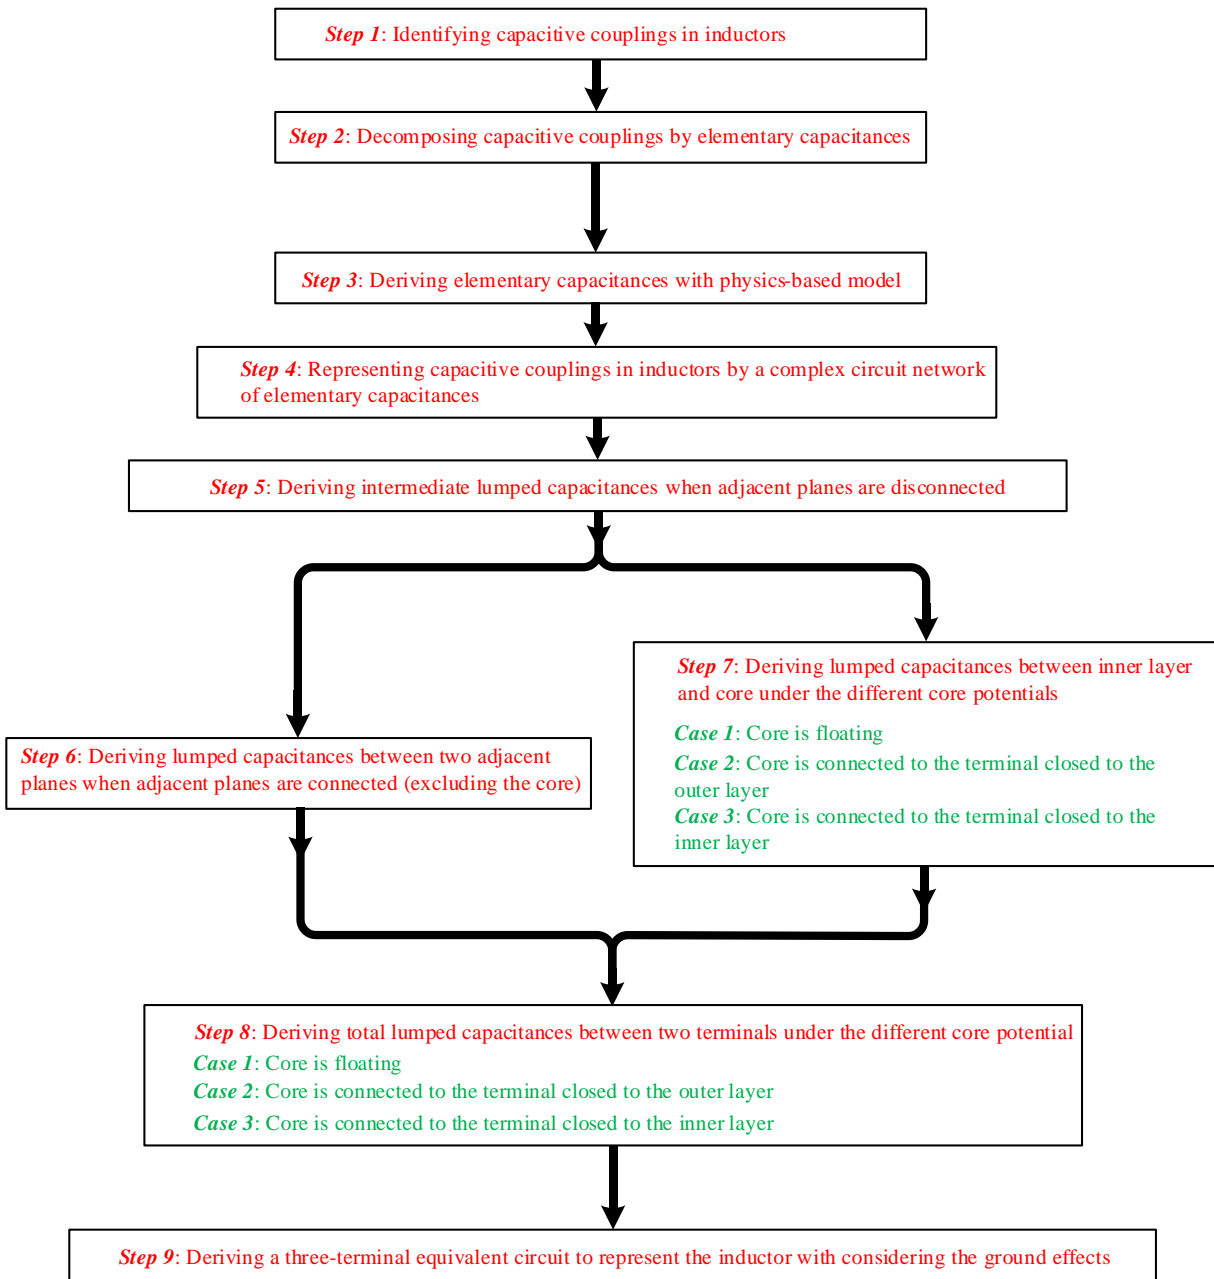 Step 1: Identifying capacitive couplings in inductors
Step 2: Decomposing capacitive couplings by elementary capacitances
Step 3: Deriving elementary capacitances with physics-based model
Step 4: Representing capacitive couplings in inductors by a complex circuit network
of elementary capacitances
Step 5: Deriving intermediate lumped capacitances when adjacent planes are disconnected
Step 6: Deriving lumped capacitances between two adjacent
planes when adjacent planes are connected (excluding the core)
Step 7: Deriving lumped capacitances between inner layer
and core under the different core potentials
Case 1: Core is floating
Case 2: Core is connected to the terminal closed to the
outer layer
Case 3: Core is connected to the terminal closed to the
inner layer
Step 8: Deriving total lumped capacitances between two terminals under the different core potential
Case 1: Core is floating
Case 2: Core is connected to the terminal closed to the outer layer
Case 3: Core is connected to the terminal closed to the inner layer
Step 9: Deriving a three-terminal equivalent circuit to represent the inductor with considering the ground effects